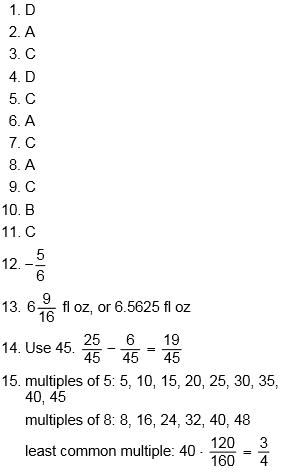 1. D
2. A
3. C
4. D
5. C
6. A
7. C
8. A
9. C
10. B
11. C
12. −5/6
13. 6 9/16 fl oz, or 6.5625 fl oz
14. Use 45. 25/45 − 6/45 = 19/45
15. multiples of 5: 5, 10, 15, 20, 25, 30, 35,
40, 45
multiples of 8: 8, 16, 24, 32, 40, 48
least common multiple: 40 · 120/160 = 3/4